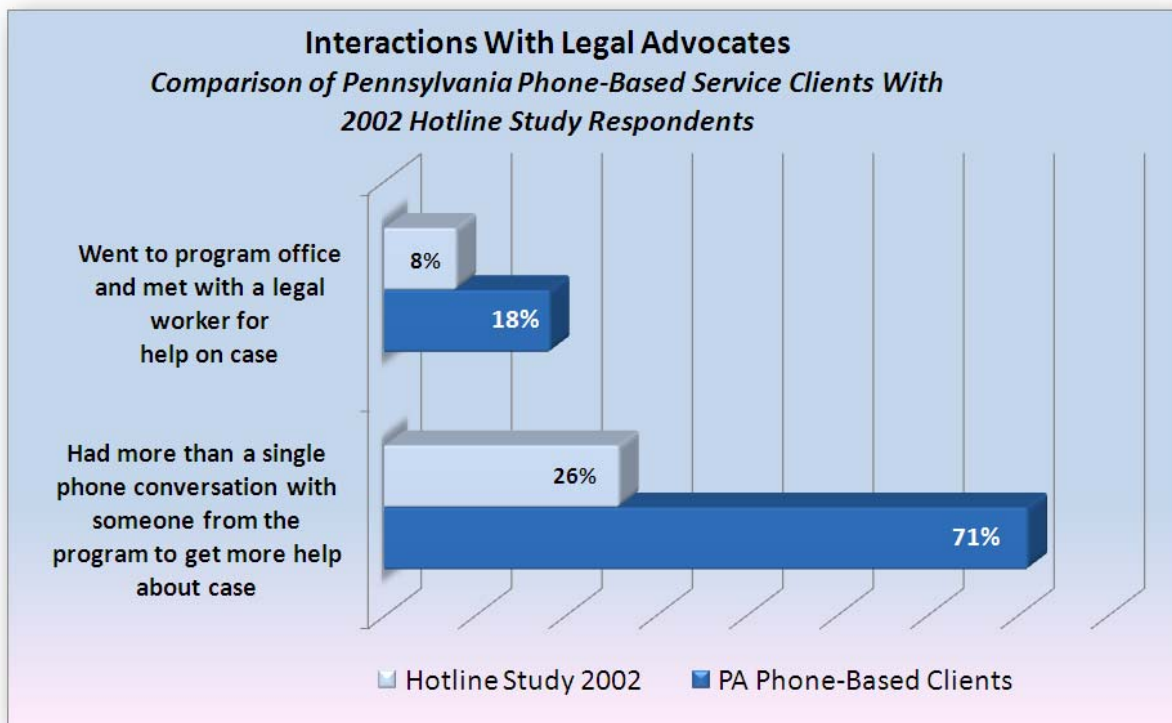 Interactions With Legal Advocates
Comparison of Pennsylvania Phone-Based Service Clients With
2002 Hotline Study Respondents
Went to program office
and met with a legal
worker for
help on case
8%
18%
Had more than a single
phone conversation with
someone from the
program to get more help
about case
26%
71%
Hotline Study 2002
PA Phone-Based Clients